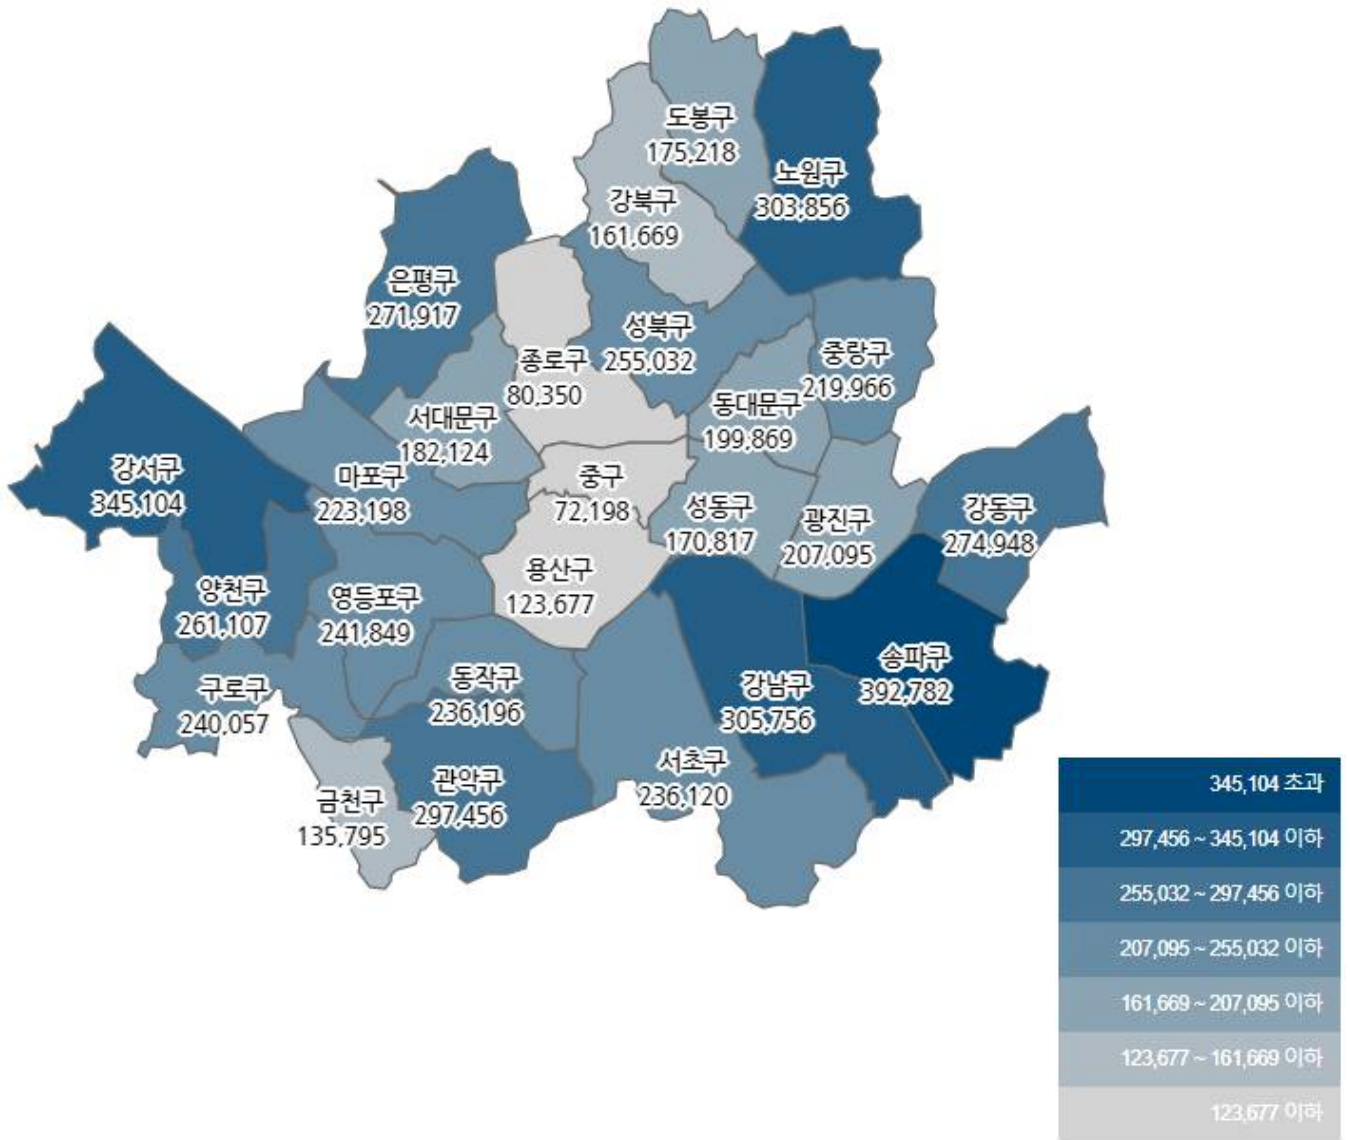 도봉구
175,218
노원구
303,856
강북구
161,669
은평구
271,917
성북구
255,032
종로구
80,350
중랑구
219,966
동대문구
199,869
서대문구
182,124
강서구
345,104
마포구
223,198
중구
72,198
성동구
170,817
광진구
207,095
강동구
274,948
용산구
123,677
양천구
261,107
영등포구
241,849
구로구
240,057
동작구
236,196
강남구
305,756
송파구
392,782
서초구
236,120
관악구
297,456
금천구
135,795
345,104 초과
297,456 ~ 345,104 이하
255,032 ~ 297,456 이하
207,095 ~ 255,032 이하
161,669 ~ 207,095 이하
123,677 ~ 161,669 이하
123,677 이하